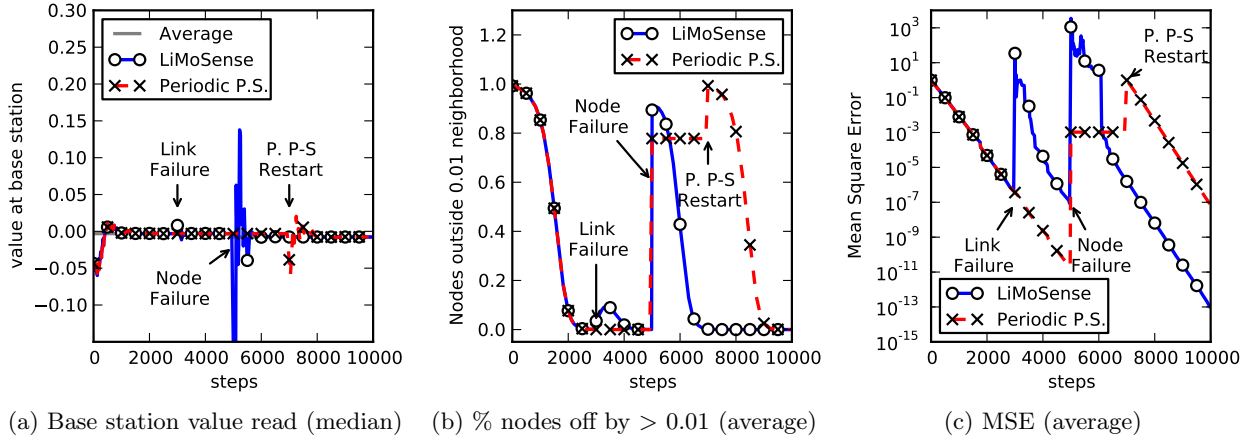 0.30
0.25
0.20
0.15
0.10
0.05
0.00
−0.05
−0.10
value at base station
Average
LiMoSense
Periodic P.S.
Link
Failure
P. P-S
Restart
Node
Failure
0 2000 4000 6000 8000 10000
steps
(a) Base station value read (median)
1.2
1.0
0.8
0.6
0.4
0.2
0.0
Nodes outside 0.01 neighborhood
LiMoSense
Periodic P.S.
Node
Failure
P. P-S
Restart
Link
Failure
0 2000 4000 6000 8000 10000
steps
(b) % nodes off by > 0.01 (average)
10^3
10^1
10^-1
10^-3
10^-5
10^-7
10^-9
10^-11
10^-13
10^-15
Mean Square Error
P. P-S
Restart
Link
Failure
Node
Failure
LiMoSense
Periodic P.S.
0 2000 4000 6000 8000 10000
steps
(c) MSE (average)